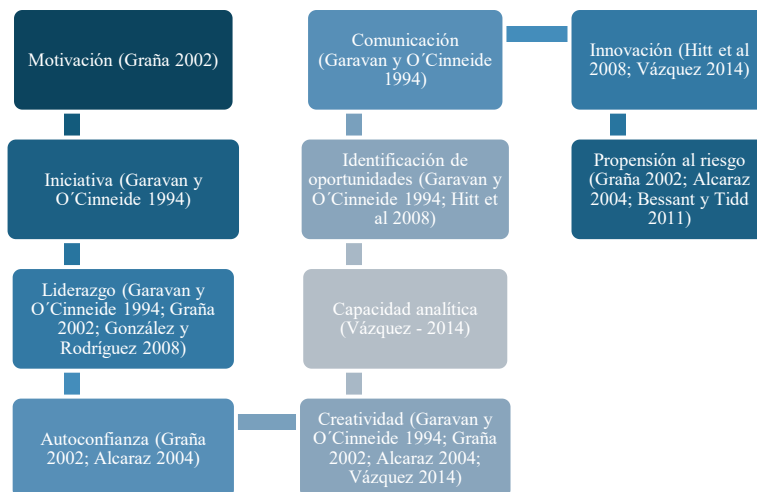 Motivación (Graña 2002)
Iniciativa (Garavan y
O´Cinneide 1994)
Liderazgo (Garavan y
O´Cinneide 1994; Graña
2002; González y
Rodríguez 2008)
Autoconfianza (Graña
2002; Alcaraz 2004)
Creatividad (Garavan y
O´Cinneide 1994; Graña
2002; Alcaraz 2004;
Vázquez 2014)
Capacidad analítica
(Vázquez - 2014)
Identificación de
oportunidades (Garavan y
O´Cinneide 1994; Hitt et
al 2008)
Comunicación
(Garavan y O´Cinneide
1994)
Innovación (Hitt et al
2008; Vázquez 2014)
Propensión al riesgo
(Graña 2002; Alcaraz
2004; Bessant y Tidd
2011)